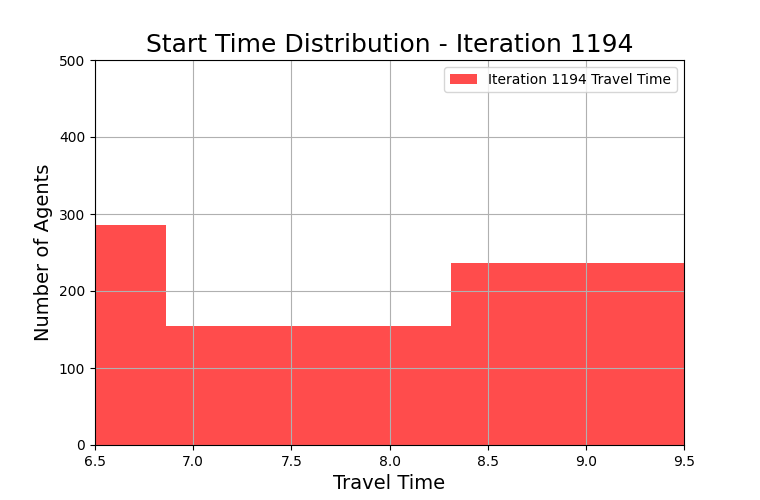 Start Time Distribution - Iteration 1194
500
400
300
200
100
0
Number of Agents
Iteration 1194 Travel Time
6.5 7.0 7.5 8.0 8.5 9.0 9.5
Travel Time